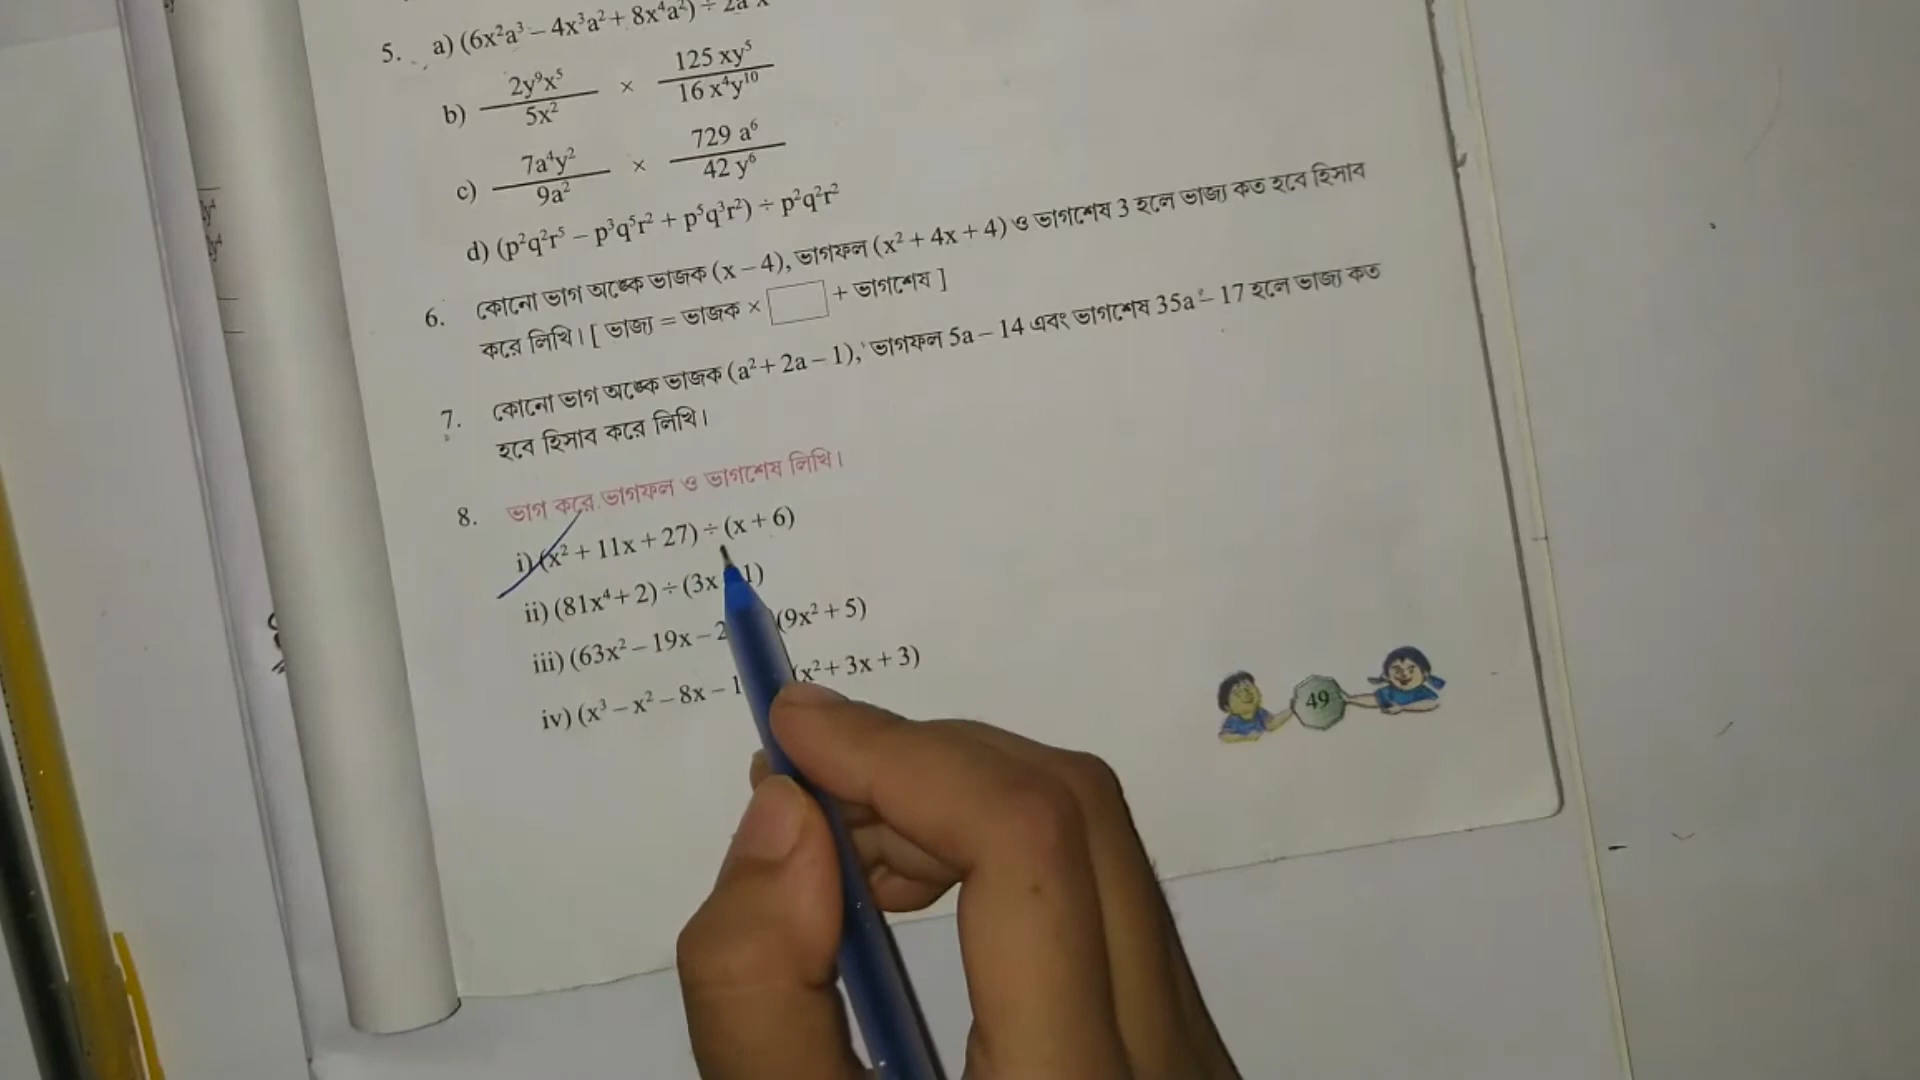 5. a) (6x²a³ – 4x³a² + 8x⁴a²) ÷
b) 2y⁹x⁵ / 5x² × 125 xy⁵ / 16 x⁴y¹⁰
c) 7a⁴y² / 9a² × 729 a⁶ / 42 y⁶
d) (p²q²r⁵ – p³q⁵r² + p⁵q³r²) ÷ p²q²r²
6. কোনো ভাগ অঙ্কে ভাজক (x – 4), ভাগফল (x² + 4x + 4) ও ভাগশেষ 3 হলে ভাজ্য কত হবে হিসাব
করে লিখি। [ ভাজ্য = ভাজক × □ + ভাগশেষ ]
7. কোনো ভাগ অঙ্কে ভাজক (a² + 2a – 1), ভাগফল 5a – 14 এবং ভাগশেষ 35a – 17 হলে ভাজ্য কত
হবে হিসাব করে লিখি।
8. ভাগ করে ভাগফল ও ভাগশেষ লিখি।
i) (x² + 11x + 27) ÷ (x + 6)
ii) (81x⁴ + 2) ÷ (3x 1)
iii) (63x² – 19x – (9x² + 5)
iv) (x³ – x² – 8x – (x² + 3x + 3)
49